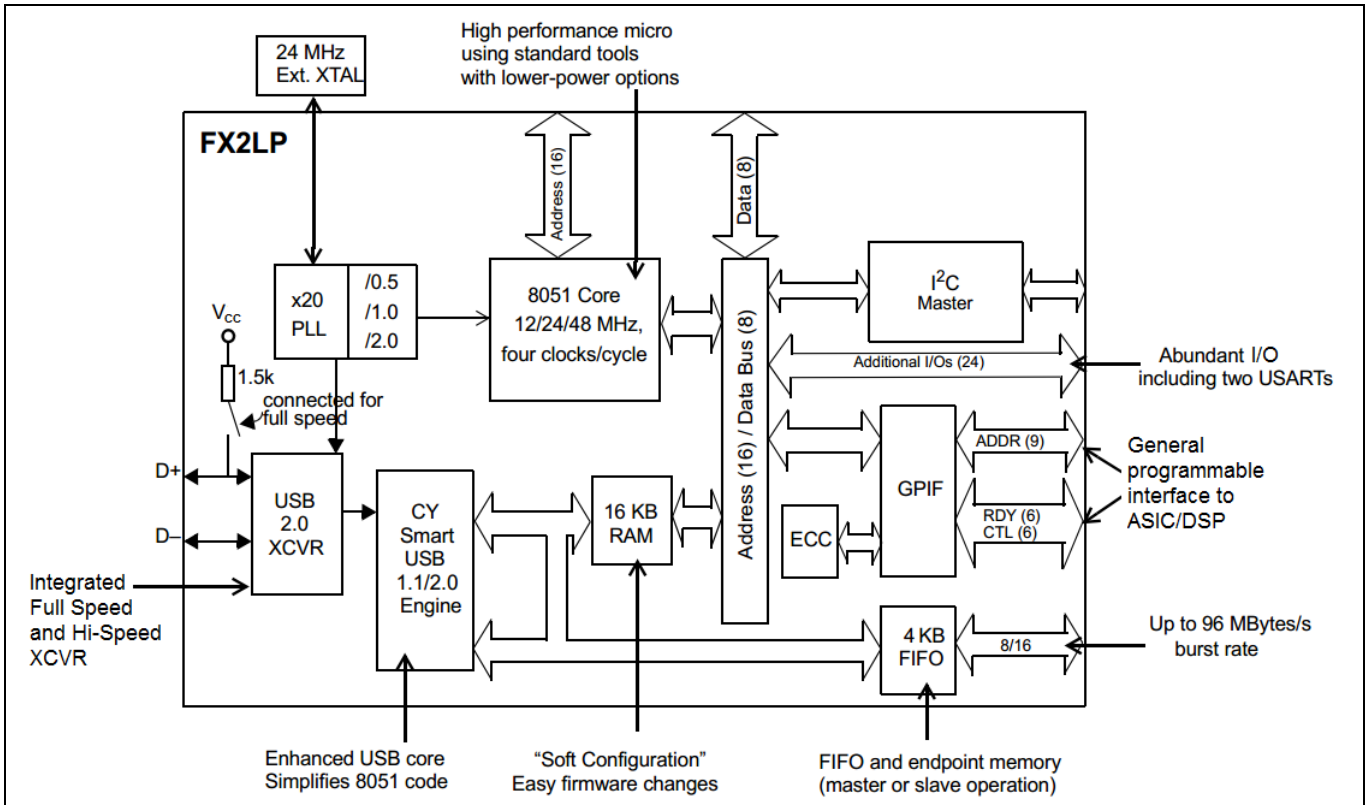 High performance micro
using standard tools
with lower-power options
24 MHz
Ext. XTAL
FX2LP
Address (16)
Data (8)
x20
PLL
/0.5
/1.0
/2.0
8051 Core
12/24/48 MHz,
four clocks/cycle
I²C
Master
VCC
1.5k
connected for
full speed
Address (16) / Data Bus (8)
Additional I/Os (24)
Abundant I/O
including two USARTs
D+
D–
USB
2.0
XCVR
CY
Smart
USB
1.1/2.0
Engine
16 KB
RAM
ECC
GPIF
ADDR (9)
RDY (6)
CTL (6)
General
programmable
interface to
ASIC/DSP
Integrated
Full Speed
and Hi-Speed
XCVR
4 KB
FIFO
8/16
Up to 96 MBytes/s
burst rate
Enhanced USB core
Simplifies 8051 code
“Soft Configuration”
Easy firmware changes
FIFO and endpoint memory
(master or slave operation)